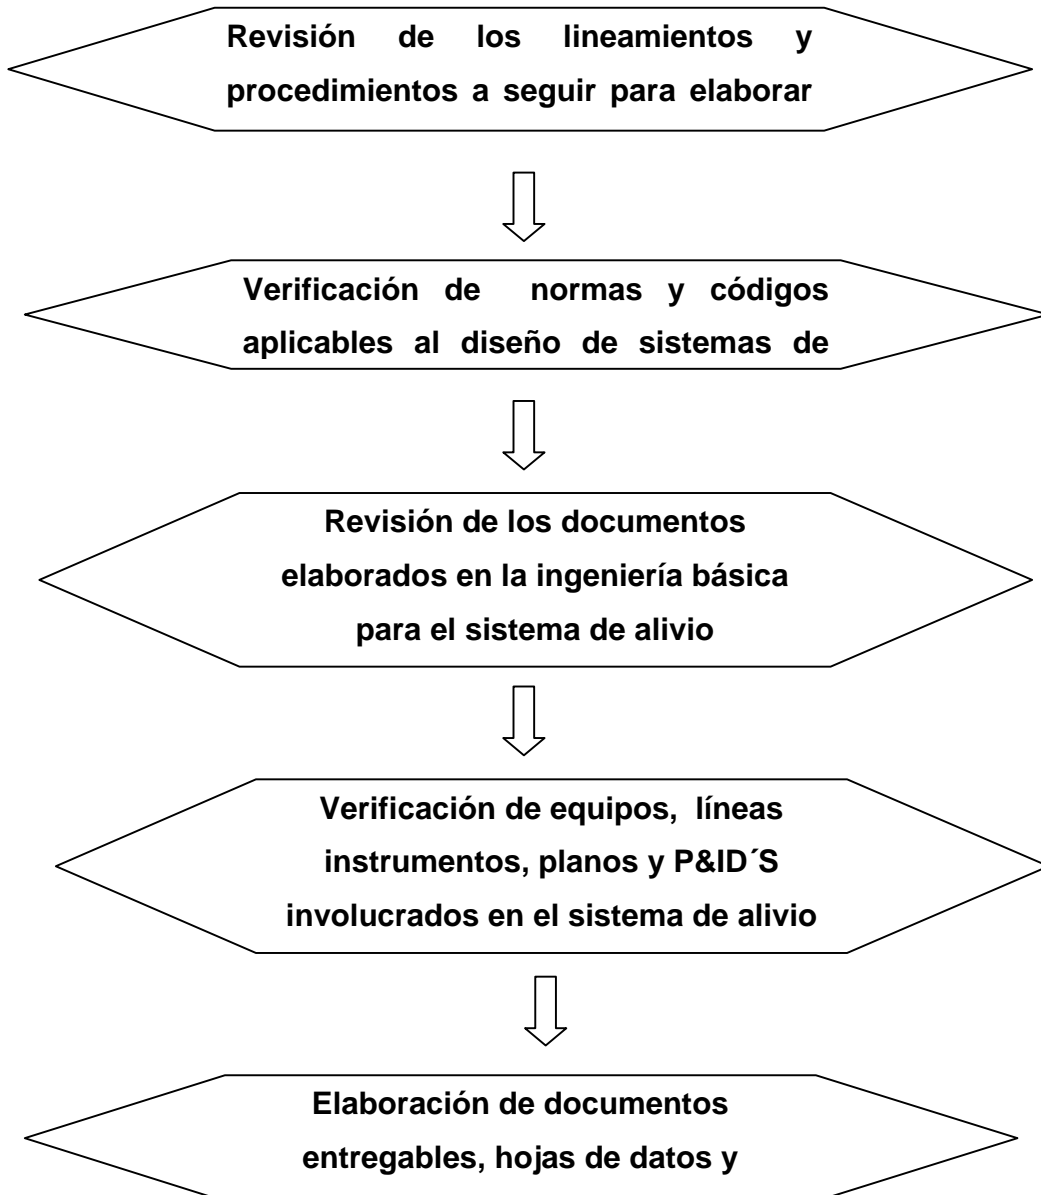 Revisión de los lineamientos y
procedimientos a seguir para elaborar
Verificación de normas y códigos
aplicables al diseño de sistemas de
Revisión de los documentos
elaborados en la ingeniería básica
para el sistema de alivio
Verificación de equipos, líneas
instrumentos, planos y P&ID´S
involucrados en el sistema de alivio
Elaboración de documentos
entregables, hojas de datos y